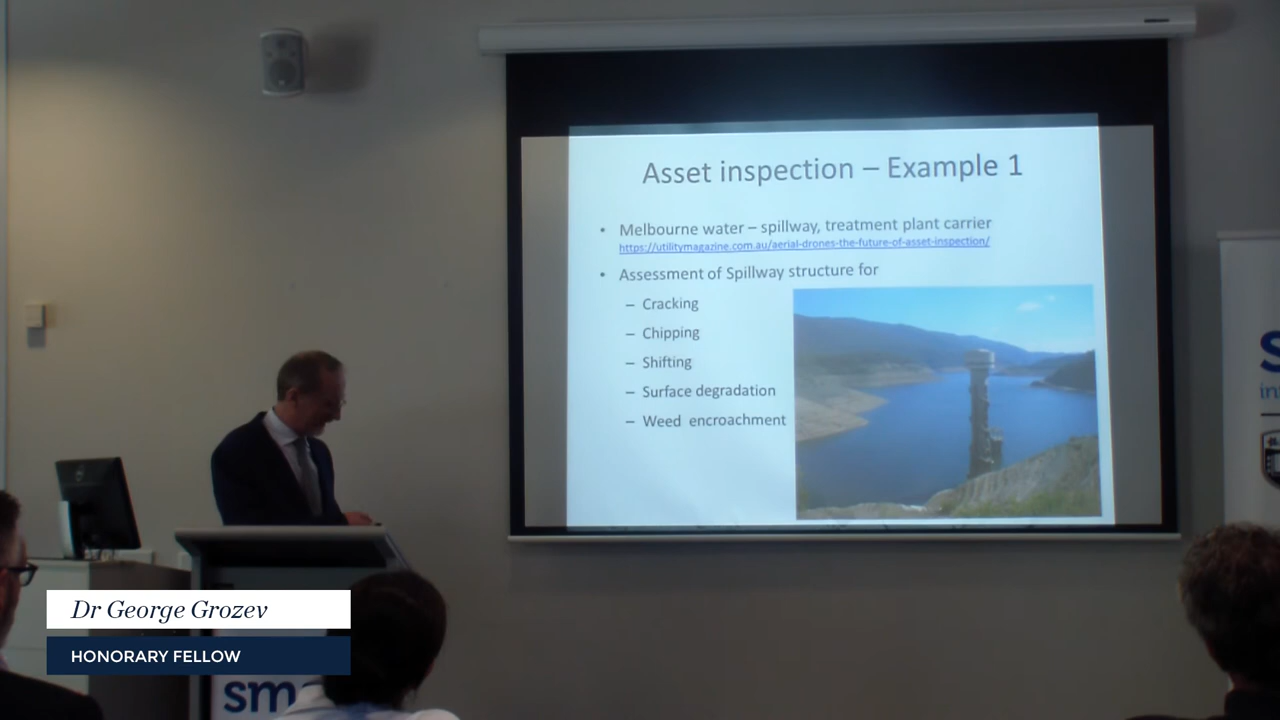 Asset inspection – Example 1
• Melbourne water – spillway, treatment plant carrier
https://utilitymagazine.com.au/aerial-drones-the-future-of-asset-inspection/
• Assessment of Spillway structure for
– Cracking
– Chipping
– Shifting
– Surface degradation
– Weed encroachment
Dr George Grozev
HONORARY FELLOW
sm